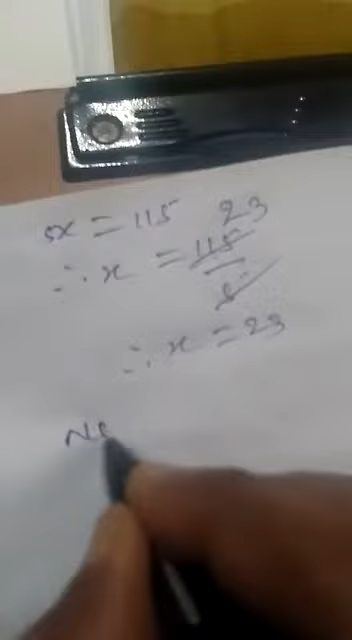 5x = 115 23
∴ x = 115/5
∴ x = 23